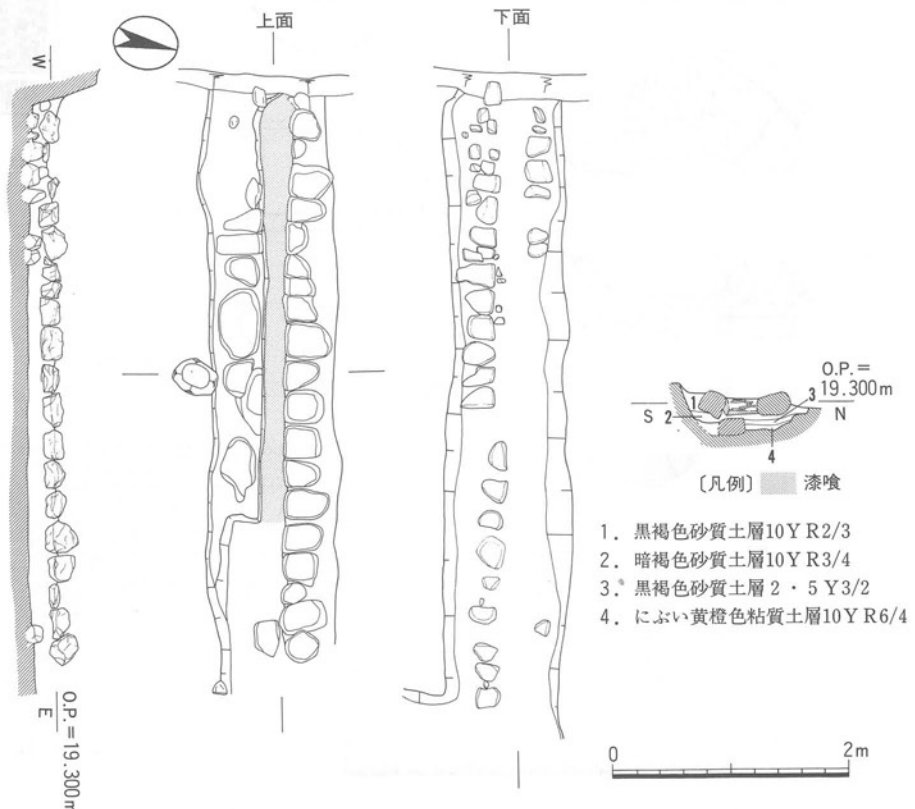 上面
下面
W
O.P.=19.300m
E
O.P.=
19.300m
S
N
1
2
3
4
〔凡例〕 漆喰
1. 黒褐色砂質土層10YR2/3
2. 暗褐色砂質土層10YR3/4
3. 黒褐色砂質土層2・5Y3/2
4. にぶい黄橙色粘質土層10YR6/4
0
2m